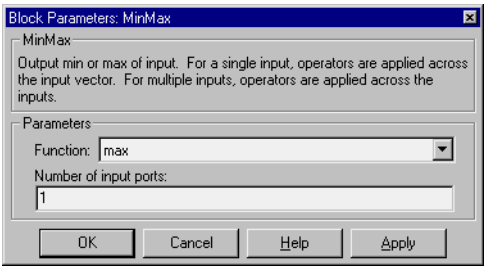 Block Parameters: MinMax
MinMax
Output min or max of input. For a single input, operators are applied across
the input vector. For multiple inputs, operators are applied across the
inputs.
Parameters
Function: max
Number of input ports:
1
OK Cancel Help Apply